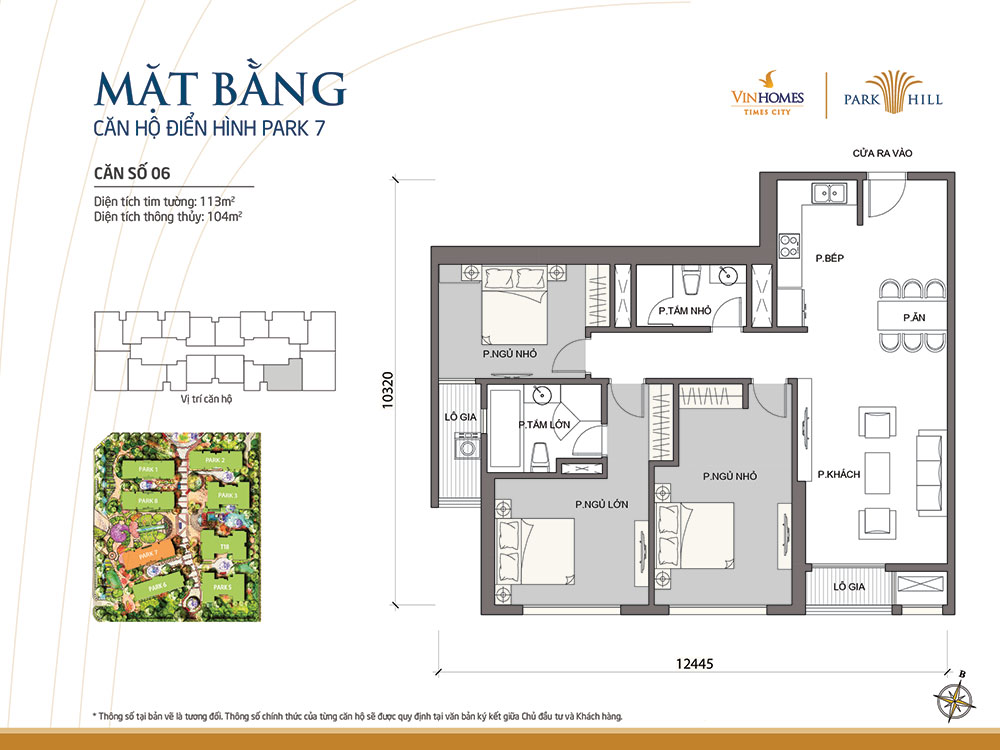 MẶT BẰNG
CĂN HỘ ĐIỂN HÌNH PARK 7
VINHOMES
TIMES CITY
PARK HILL
CĂN SỐ 06
Diện tích tim tường: 113m²
Diện tích thông thủy: 104m²
CỬA RA VÀO
P.BẾP
P.TẮM NHỎ
P.ĂN
P.NGỦ NHỎ
10320
Vị trí căn hộ
LÔ GIA
P.TẮM LỚN
P.NGỦ NHỎ
P.KHÁCH
P.NGỦ LỚN
PARK 1
PARK 2
PARK 8
PARK 3
PARK 7
T18
PARK 6
PARK 5
LÔ GIA
12445
B
* Thông số tại bản vẽ là tương đối. Thông số chính thức của từng căn hộ sẽ được quy định tại văn bản ký kết giữa Chủ đầu tư và Khách hàng.